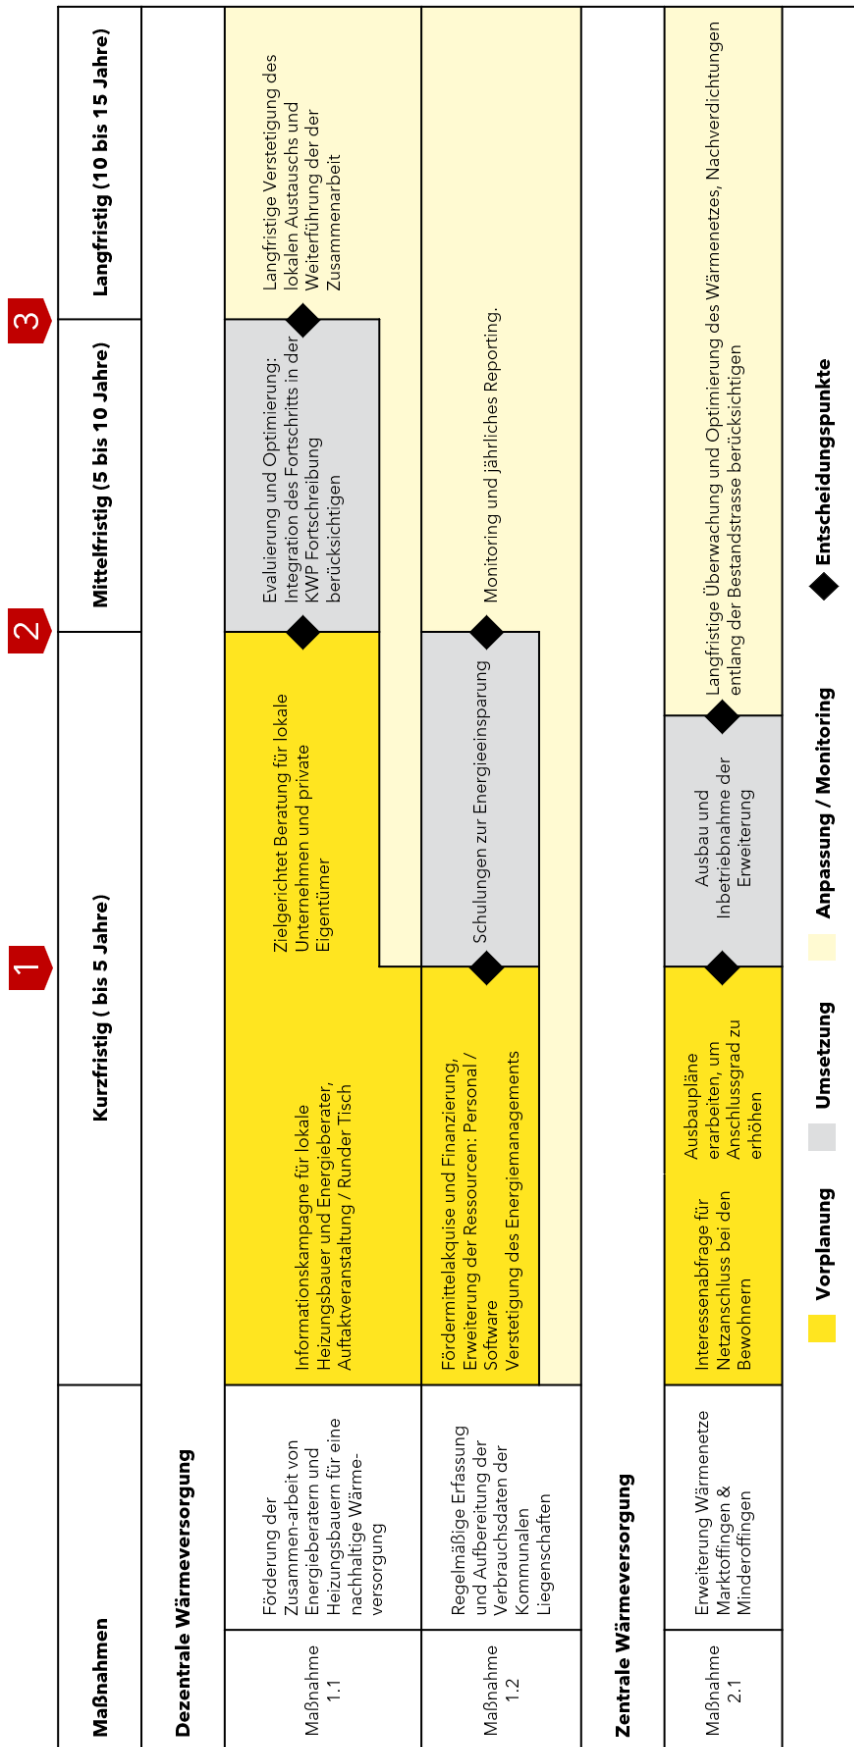 1
2
3
Maßnahmen
Kurzfristig ( bis 5 Jahre)
Mittelfristig (5 bis 10 Jahre)
Langfristig (10 bis 15 Jahre)
Dezentrale Wärmeversorgung
Maßnahme
1.1
Förderung der
Zusammen-arbeit von
Energieberatern und
Heizungsbauern für eine
nachhaltige Wärme-
versorgung
Informationskampagne für lokale
Heizungsbauer und Energieberater,
Auftaktveranstaltung / Runder Tisch
Zielgerichtet Beratung für lokale
Unternehmen und private
Eigentümer
Evaluierung und Optimierung:
Integration des Fortschritts in der
KWP Fortschreibung
berücksichtigen
Langfristige Verstetigung des
lokalen Austauschs und
Weiterführung der der
Zusammenarbeit
Maßnahme
1.2
Regelmäßige Erfassung
und Aufbereitung der
Verbrauchsdaten der
Kommunalen
Liegenschaften
Fördermittelakquise und Finanzierung,
Erweiterung der Ressourcen: Personal /
Software
Verstetigung des Energiemanagements
Schulungen zur Energieeinsparung
Monitoring und jährliches Reporting.
Zentrale Wärmeversorgung
Maßnahme
2.1
Erweiterung Wärmenetze
Marktoffingen &
Minderoffingen
Interessenabfrage für
Netzanschluss bei den
Bewohnern
Ausbaupläne
erarbeiten, um
Anschlussgrad zu
erhöhen
Ausbau und
Inbetriebnahme der
Erweiterung
Langfristige Überwachung und Optimierung des Wärmenetzes, Nachverdichtungen
entlang der Bestandstrasse berücksichtigen
Vorplanung
Umsetzung
Anpassung / Monitoring
Entscheidungspunkte